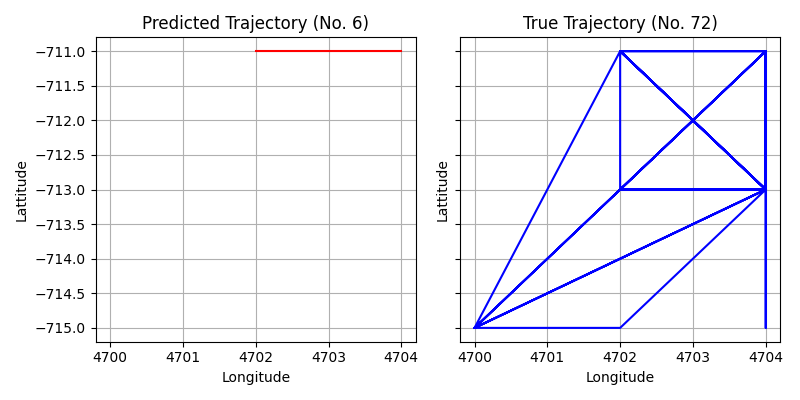 Predicted Trajectory (No. 6)
True Trajectory (No. 72)
−711.0
−711.5
−712.0
−712.5
−713.0
−713.5
−714.0
−714.5
−715.0
Lattitude
Lattitude
4700 4701 4702 4703 4704
4700 4701 4702 4703 4704
Longitude
Longitude